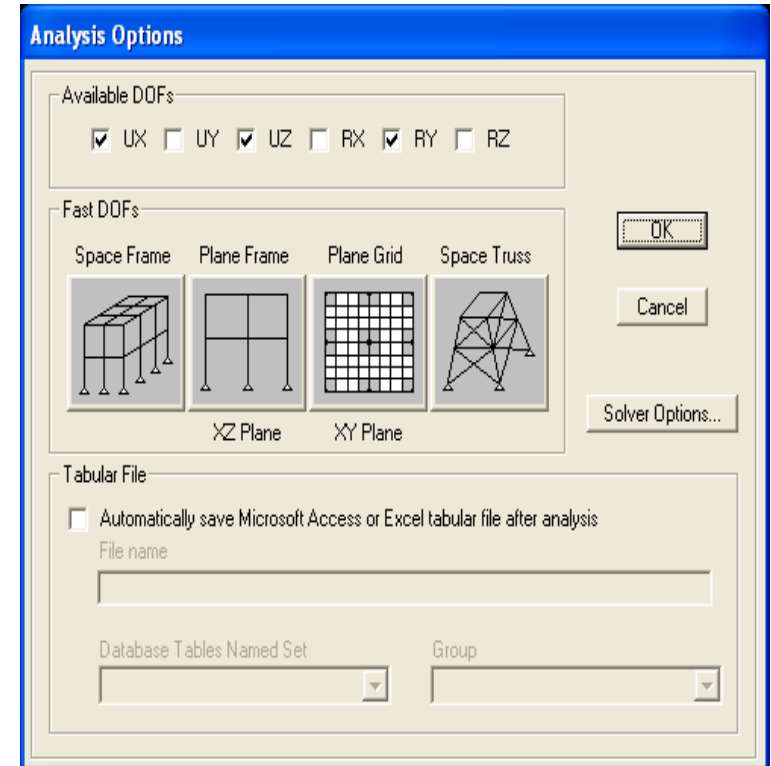 Analysis Options
Available DOFs
UX UY UZ RX RY RZ
Fast DOFs
Space Frame Plane Frame Plane Grid Space Truss
XZ Plane XY Plane
OK
Cancel
Solver Options...
Tabular File
Automatically save Microsoft Access or Excel tabular file after analysis
File name
Database Tables Named Set Group